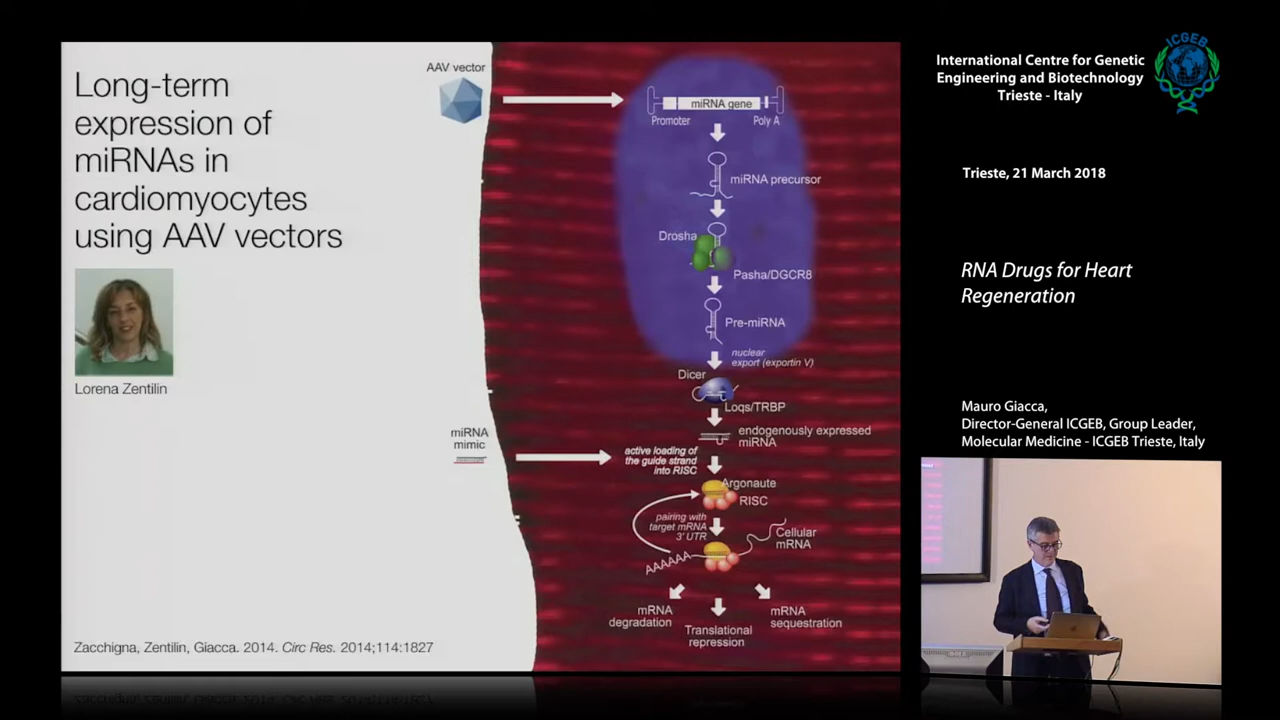 Long-term
expression of
miRNAs in
cardiomyocytes
using AAV vectors
Lorena Zentilin
AAV vector
miRNA gene
Promoter
Poly A
miRNA precursor
Drosha
Pasha/DGCR8
Pre-miRNA
nuclear
export (exportin V)
Dicer
Loqs/TRBP
endogenously expressed
miRNA
miRNA
mimic
active loading of
the guide strand
into RISC
Argonaute
RISC
pairing with
target mRNA
3' UTR
Cellular
mRNA
AAAAAA
mRNA
degradation
Translational
repression
mRNA
sequestration
Zacchigna, Zentilin, Giacca. 2014. Circ Res. 2014;114:1827
ICGEB
International Centre for Genetic
Engineering and Biotechnology
Trieste - Italy
Trieste, 21 March 2018
RNA Drugs for Heart
Regeneration
Mauro Giacca,
Director-General ICGEB, Group Leader,
Molecular Medicine - ICGEB Trieste, Italy